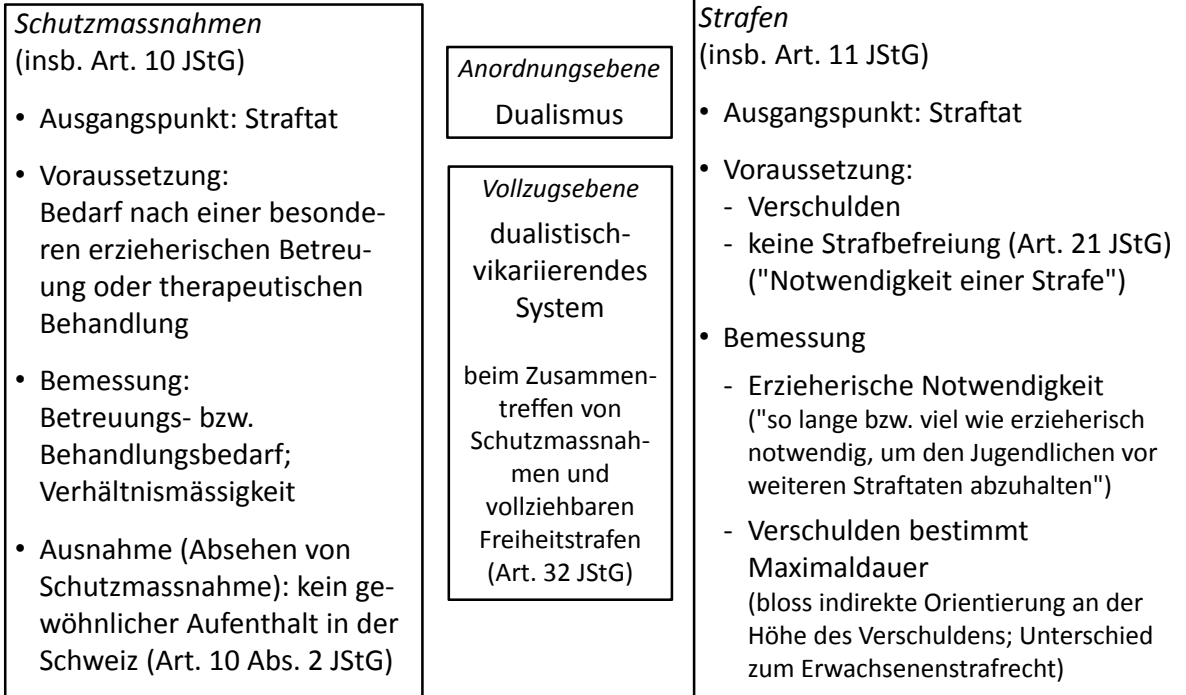 Schutzmassnahmen
(insb. Art. 10 JStG)
• Ausgangspunkt: Straftat
• Voraussetzung:
Bedarf nach einer besonde-
ren erzieherischen Betreu-
ung oder therapeutischen
Behandlung
• Bemessung:
Betreuungs- bzw.
Behandlungsbedarf;
Verhältnismässigkeit
• Ausnahme (Absehen von
Schutzmassnahme): kein ge-
wöhnlicher Aufenthalt in der
Schweiz (Art. 10 Abs. 2 JStG)
Anordnungsebene
Dualismus
Vollzugsebene
dualistisch-
vikariierendes
System
beim Zusammen-
treffen von
Schutzmassnah-
men und
vollziehbaren
Freiheitstrafen
(Art. 32 JStG)
Strafen
(insb. Art. 11 JStG)
• Ausgangspunkt: Straftat
• Voraussetzung:
- Verschulden
- keine Strafbefreiung (Art. 21 JStG)
("Notwendigkeit einer Strafe")
• Bemessung
- Erzieherische Notwendigkeit
("so lange bzw. viel wie erzieherisch
notwendig, um den Jugendlichen vor
weiteren Straftaten abzuhalten")
- Verschulden bestimmt
Maximaldauer
(bloss indirekte Orientierung an der
Höhe des Verschuldens; Unterschied
zum Erwachsenenstrafrecht)